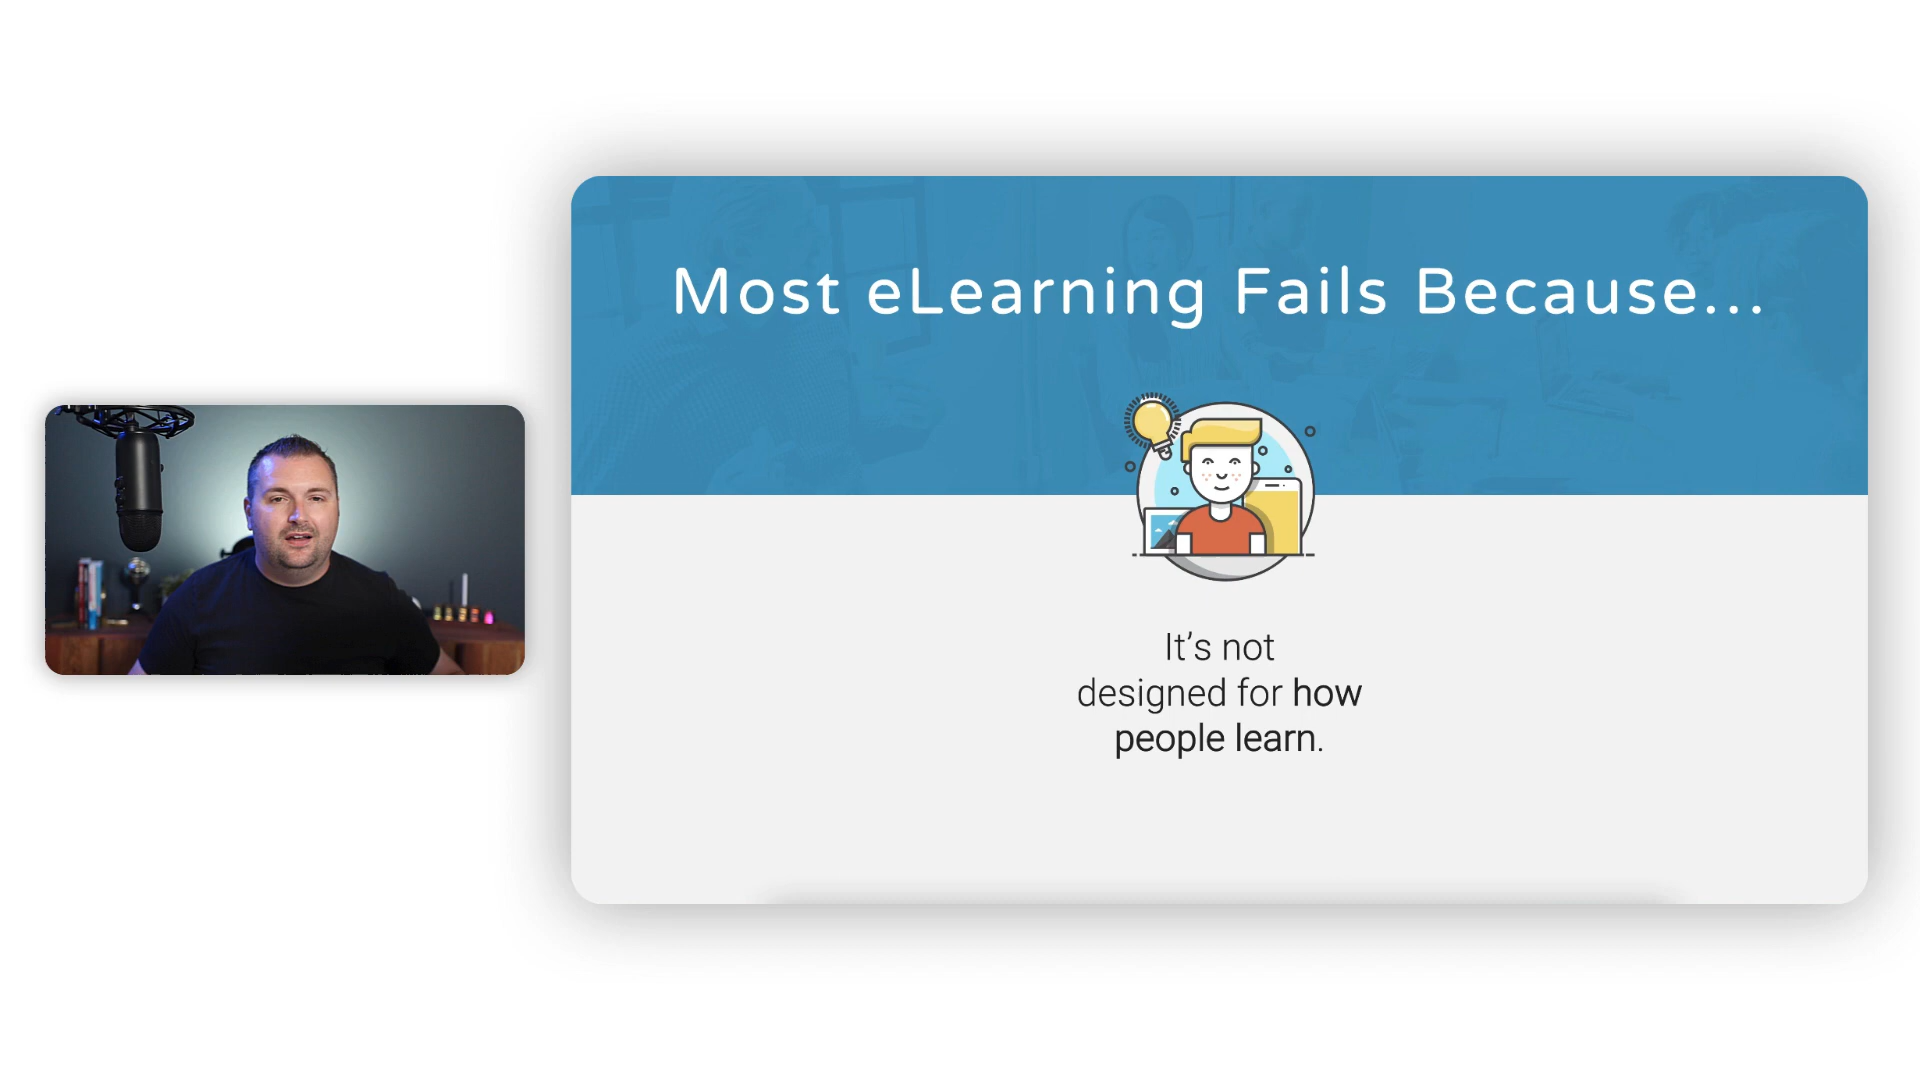 Most eLearning Fails Because...
It’s not
designed for how
people learn.